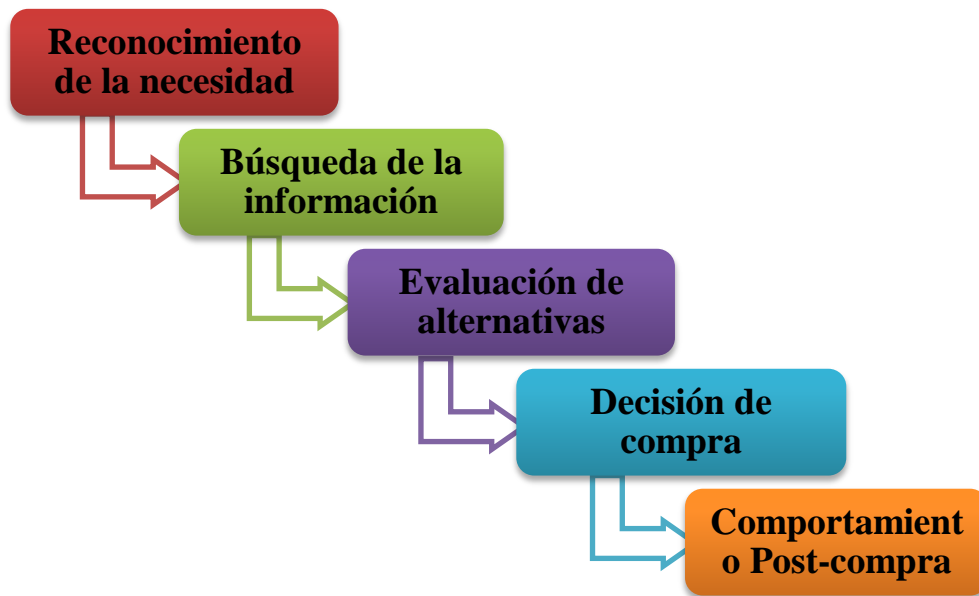 Reconocimiento
de la necesidad
Búsqueda de la
información
Evaluación de
alternativas
Decisión de
compra
Comportamient
o Post-compra